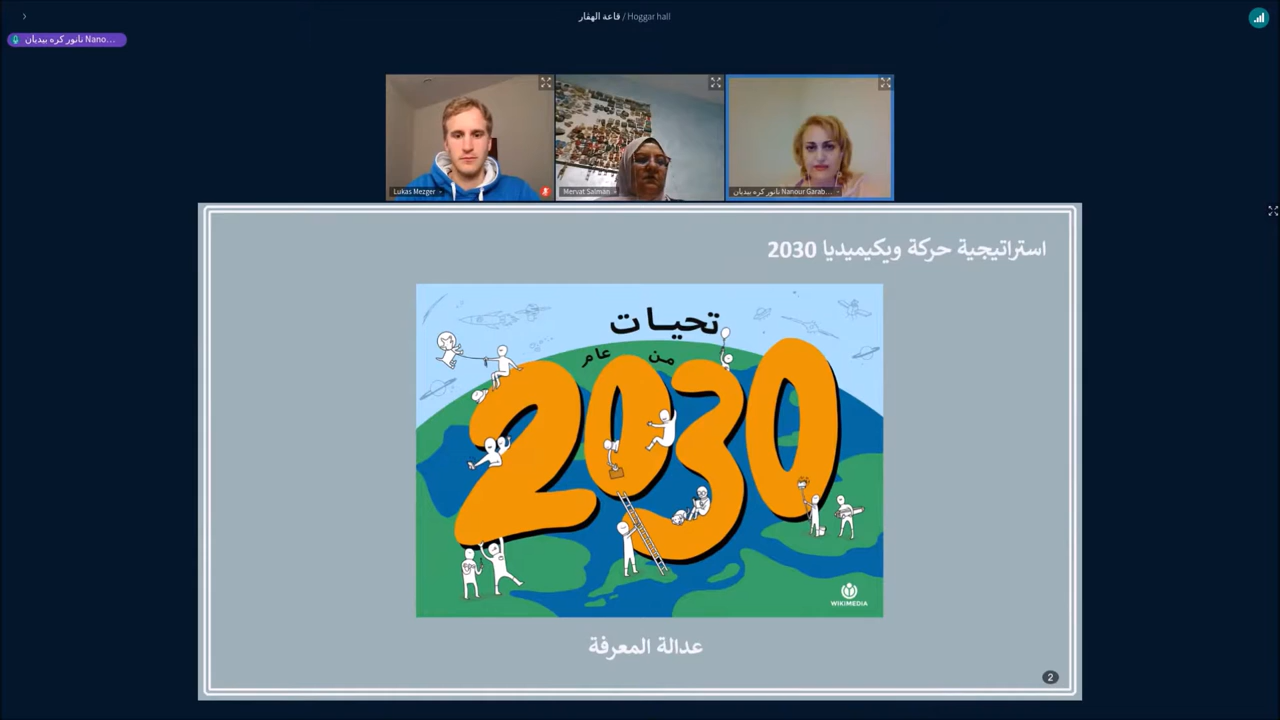 قاعة الهقار / Hoggar hall
نانور كره بيديان Nano...
Lukas Mezger
Mervat Salman
نانور كره بيديان Nanour Garab...
استراتيجية حركة ويكيميديا 2030
تحيات
من عام
2030
WIKIMEDIA
عدالة المعرفة
2